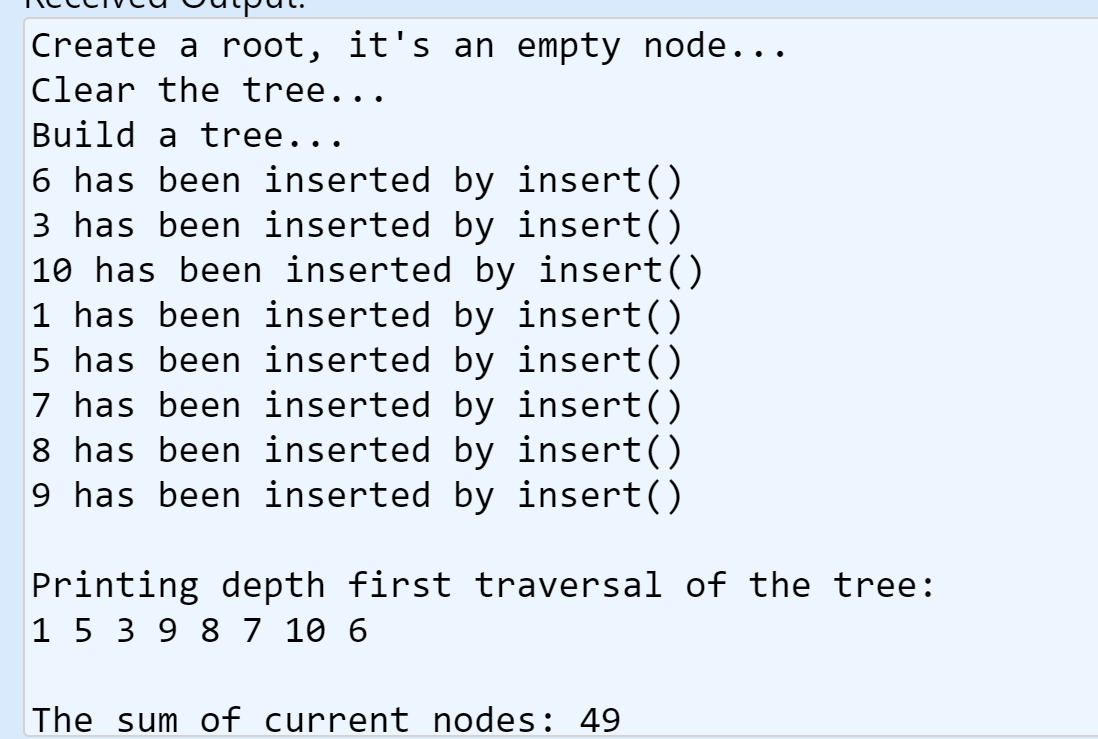 Received Output:
Create a root, it's an empty node...
Clear the tree...
Build a tree...
6 has been inserted by insert()
3 has been inserted by insert()
10 has been inserted by insert()
1 has been inserted by insert()
5 has been inserted by insert()
7 has been inserted by insert()
8 has been inserted by insert()
9 has been inserted by insert()
Printing depth first traversal of the tree:
1 5 3 9 8 7 10 6
The sum of current nodes: 49